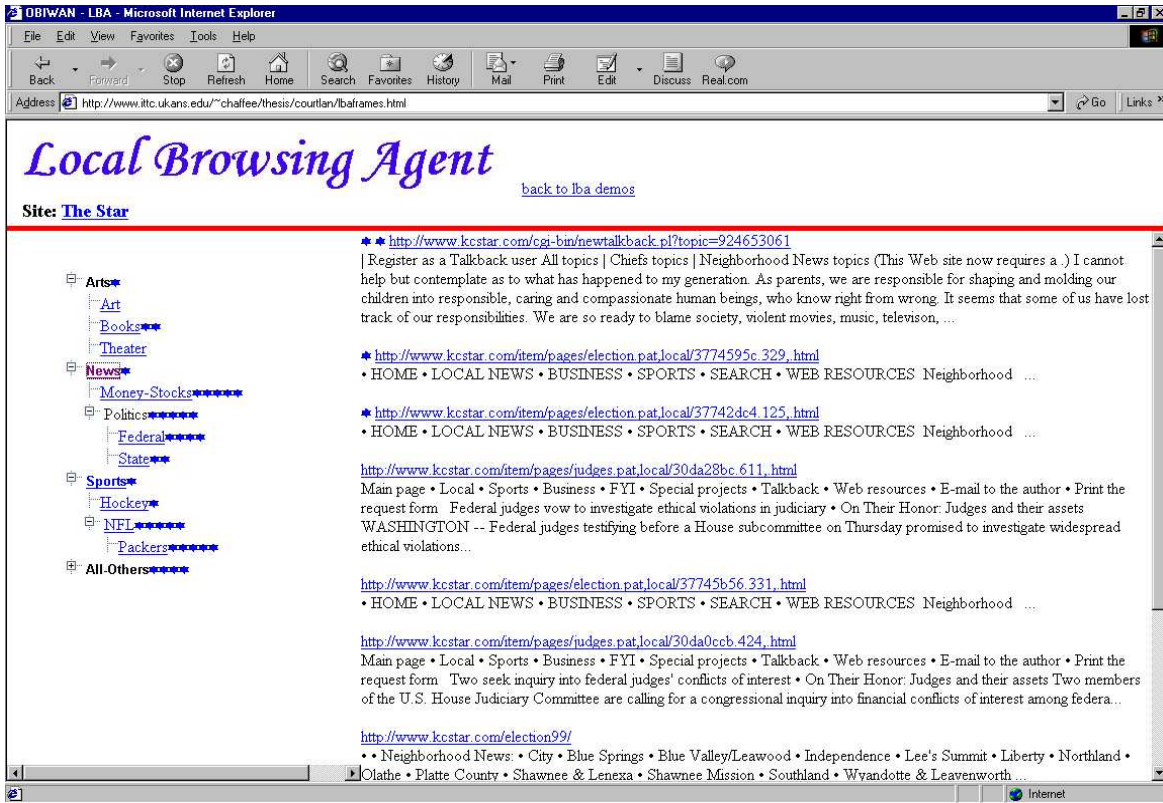 OBIWAN - LBA - Microsoft Internet Explorer
File Edit View Favorites Tools Help
Back Forward Stop Refresh Home Search Favorites History Mail Print Edit Discuss Real.com
Address http://www.ittc.ukans.edu/~chaffee/thesis/courtlan/lbaframes.html Go Links »
Local Browsing Agent
back to lba demos
Site: The Star
Arts
Art
Books
Theater
News
Money-Stocks
Politics
Federal
State
Sports
Hockey
NFL
Packers
All-Others
http://www.kcstar.com/cgi-bin/newtalkback.pl?topic=924653061
| Register as a Talkback user All topics | Chiefs topics | Neighborhood News topics (This Web site now requires a .) I cannot
help but contemplate as to what has happened to my generation. As parents, we are responsible for shaping and molding our
children into responsible, caring and compassionate human beings, who know right from wrong. It seems that some of us have lost
track of our responsibilities. We are so ready to blame society, violent movies, music, televison, ...
http://www.kcstar.com/item/pages/election.pat,local/3774595c.329,.html
• HOME • LOCAL NEWS • BUSINESS • SPORTS • SEARCH • WEB RESOURCES Neighborhood ...
http://www.kcstar.com/item/pages/election.pat,local/37742dc4.125,.html
• HOME • LOCAL NEWS • BUSINESS • SPORTS • SEARCH • WEB RESOURCES Neighborhood ...
http://www.kcstar.com/item/pages/judges.pat,local/30da28bc.611,.html
Main page • Local • Sports • Business • FYI • Special projects • Talkback • Web resources • E-mail to the author • Print the
request form Federal judges vow to investigate ethical violations in judiciary • On Their Honor: Judges and their assets
WASHINGTON -- Federal judges testifying before a House subcommittee on Thursday promised to investigate widespread
ethical violations...
http://www.kcstar.com/item/pages/election.pat,local/37745b56.331,.html
• HOME • LOCAL NEWS • BUSINESS • SPORTS • SEARCH • WEB RESOURCES Neighborhood ...
http://www.kcstar.com/item/pages/judges.pat,local/30da0ccb.424,.html
Main page • Local • Sports • Business • FYI • Special projects • Talkback • Web resources • E-mail to the author • Print the
request form Two seek inquiry into federal judges' conflicts of interest • On Their Honor: Judges and their assets Two members
of the U.S. House Judiciary Committee are calling for a congressional inquiry into financial conflicts of interest among federa...
http://www.kcstar.com/election99/
• • Neighborhood News: • City • Blue Springs • Blue Valley/Leawood • Independence • Lee's Summit • Liberty • Northland •
Olathe • Platte County • Shawnee & Lenexa • Shawnee Mission • Southland • Wyandotte & Leavenworth ...
Internet